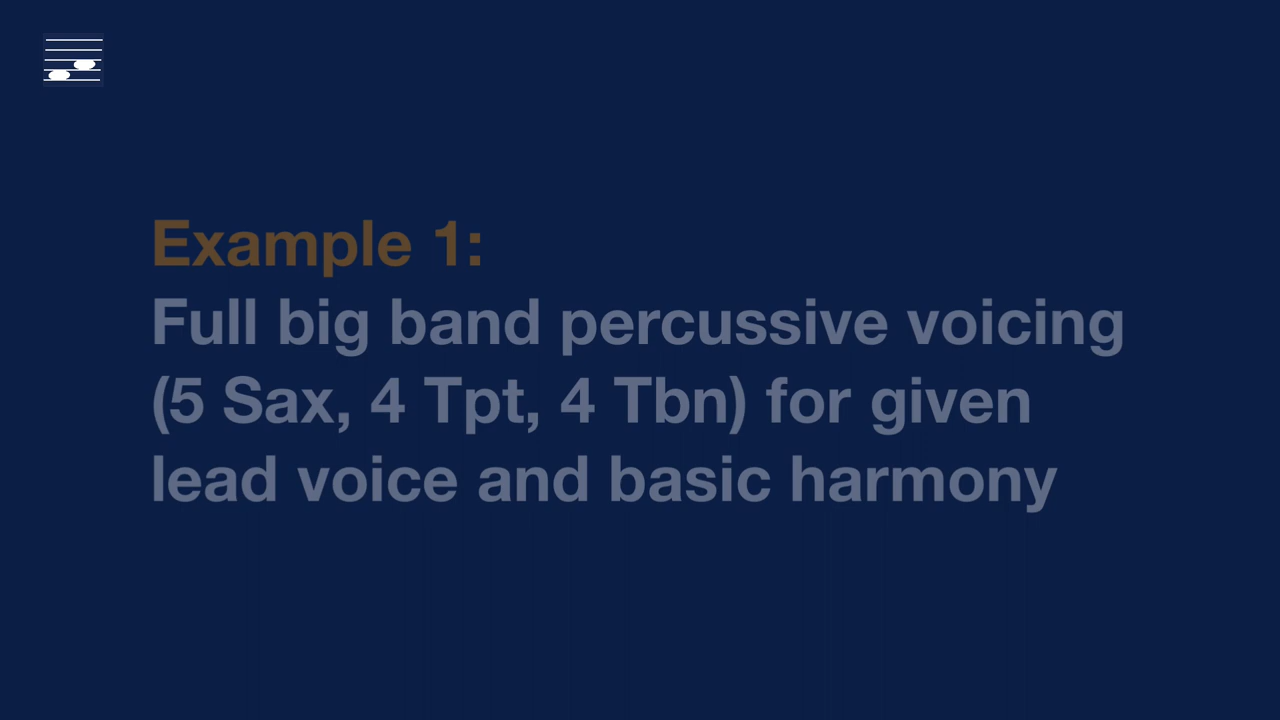 Example 1:
Full big band percussive voicing
(5 Sax, 4 Tpt, 4 Tbn) for given
lead voice and basic harmony